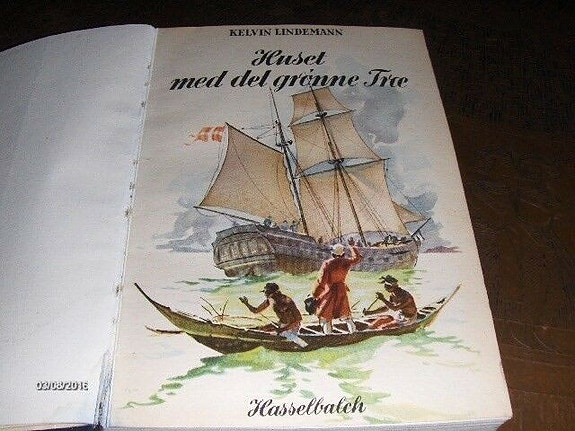 KELVIN LINDEMANN
Huset
med det grønne Træ
Hasselbalch
03/08/2016